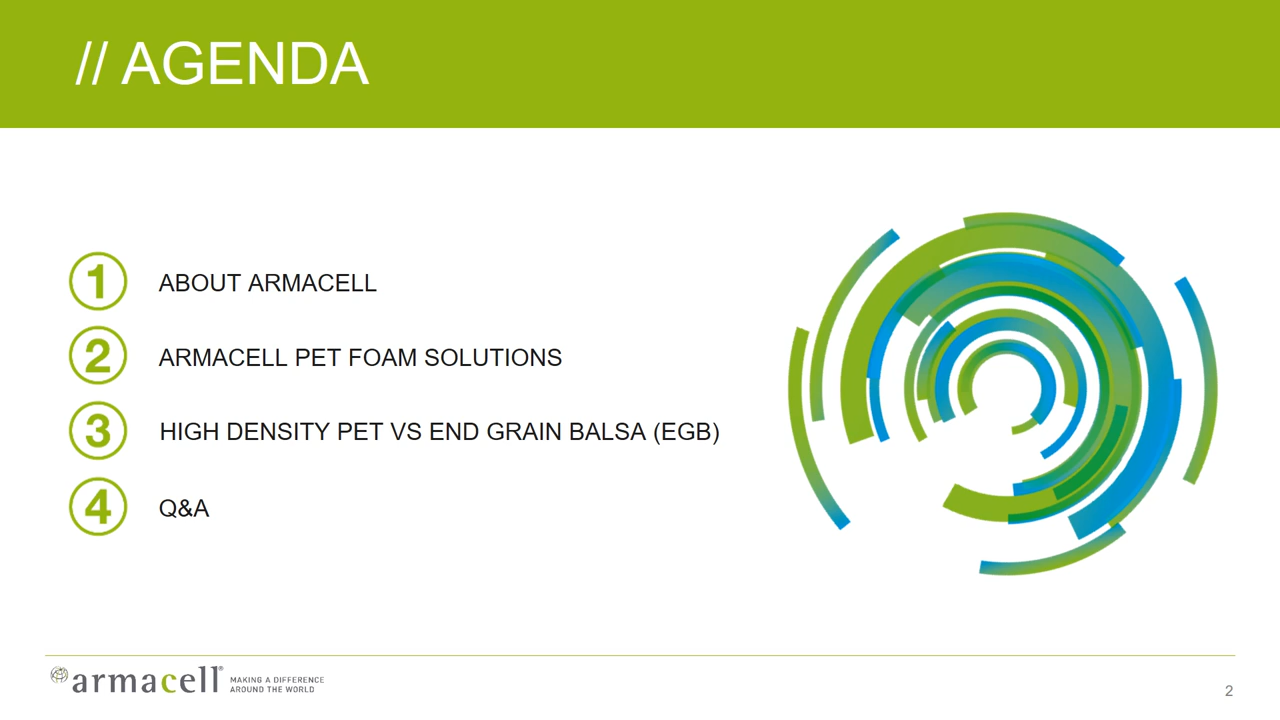 // AGENDA
1 ABOUT ARMACELL
2 ARMACELL PET FOAM SOLUTIONS
3 HIGH DENSITY PET VS END GRAIN BALSA (EGB)
4 Q&A
armacell®
MAKING A DIFFERENCE
AROUND THE WORLD
2